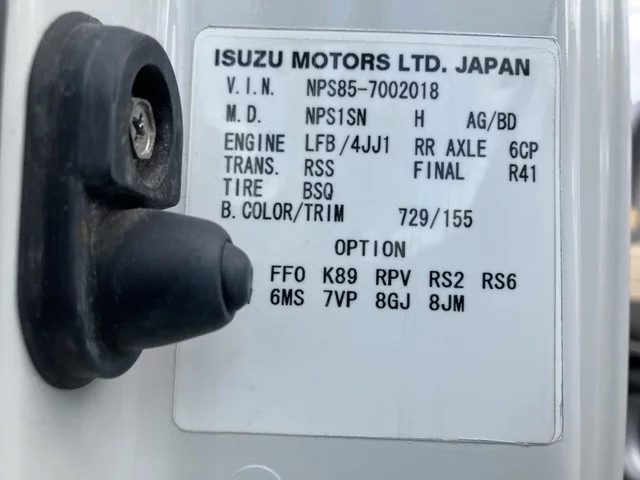 ISUZU MOTORS LTD. JAPAN
V.I.N. NPS85-7002018
M.D. NPS1SN H AG/BD
ENGINE LFB/4JJ1 RR AXLE 6CP
TRANS. RSS FINAL R41
TIRE BSQ
B.COLOR/TRIM 729/155
OPTION
FFO K89 RPV RS2 RS6
6MS 7VP 8GJ 8JM